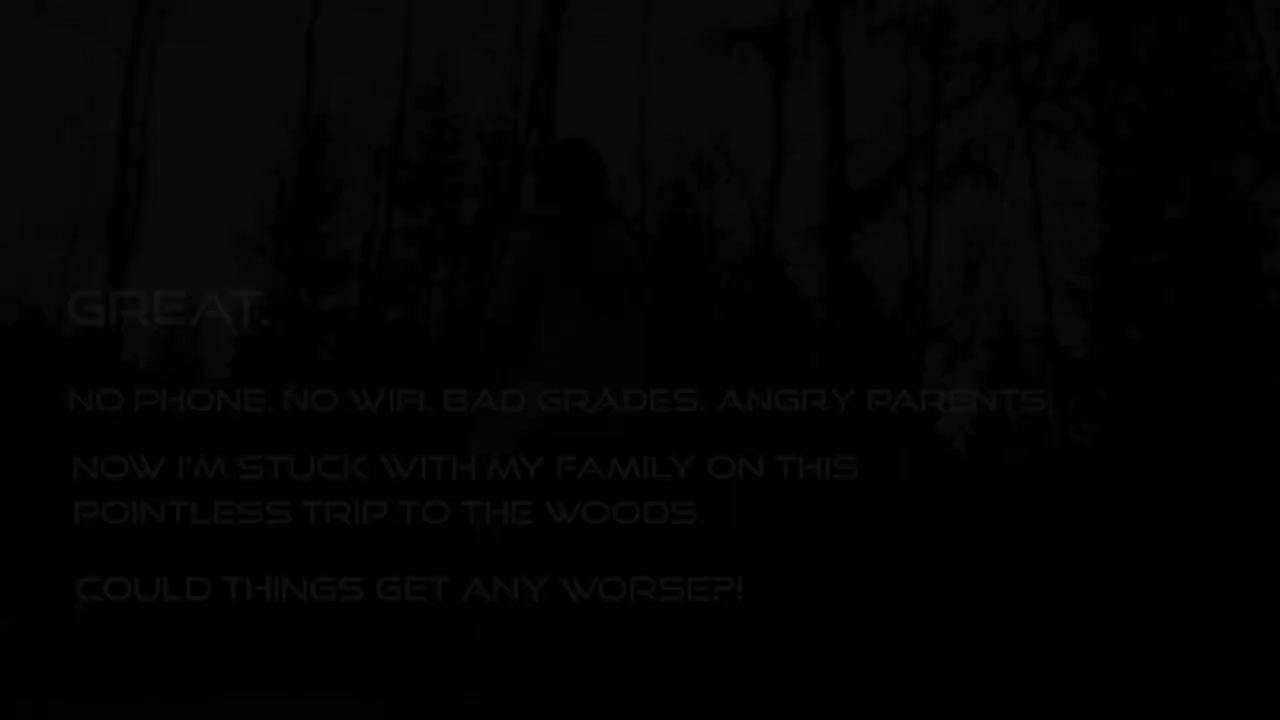 GREAT.
NO PHONE. NO WIFI. BAD GRADES. ANGRY PARENTS.
NOW I'M STUCK WITH MY FAMILY ON THIS
POINTLESS TRIP TO THE WOODS.
COULD THINGS GET ANY WORSE?!